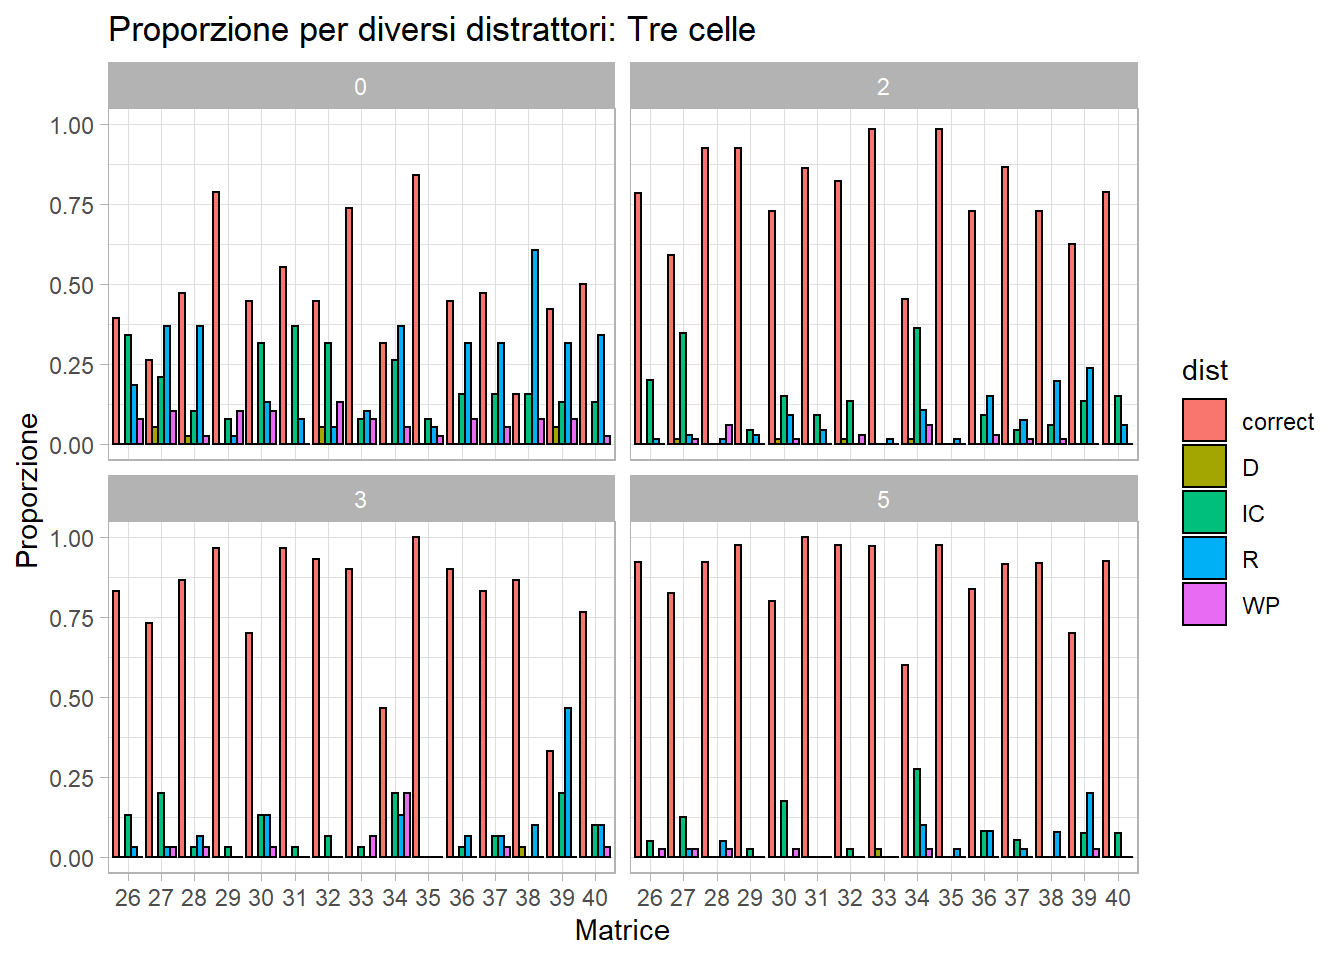 Proporzione per diversi distrattori: Tre celle
0
2
1.00
0.75
0.50
0.25
0.00
3
5
1.00
0.75
0.50
0.25
0.00
26 27 28 29 30 31 32 33 34 35 36 37 38 39 40
26 27 28 29 30 31 32 33 34 35 36 37 38 39 40
Matrice
Proporzione
dist
correct
D
IC
R
WP